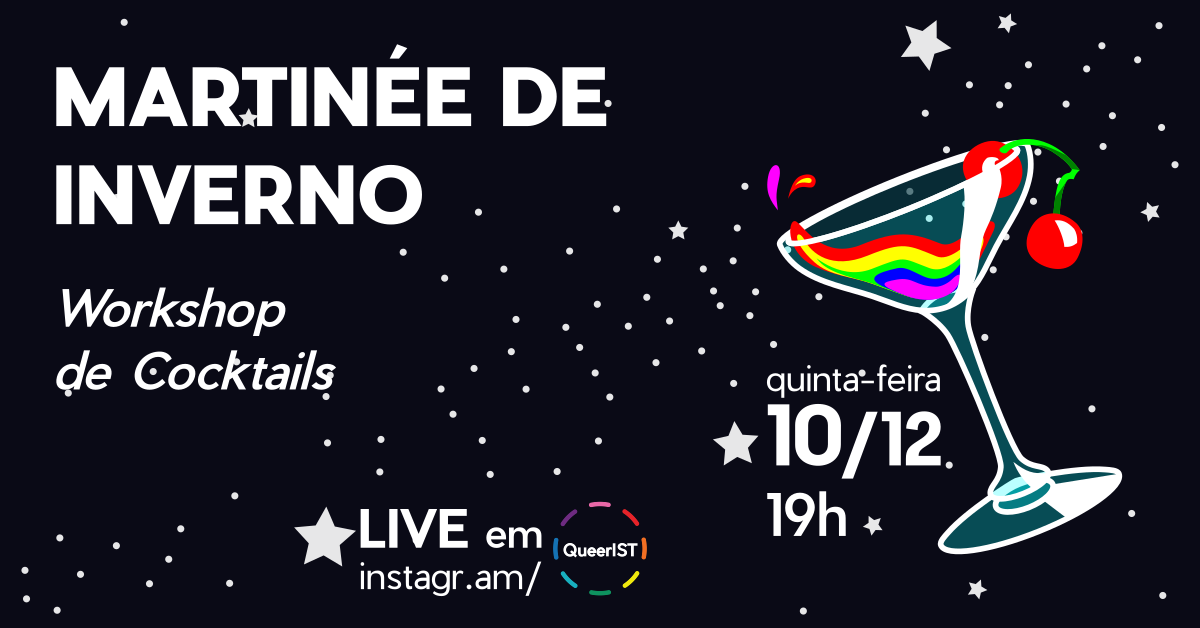 MARTINÉE DE
INVERNO
Workshop
de Cocktails
quinta-feira
10/12
19h
LIVE em
instagr.am/
QueerIST